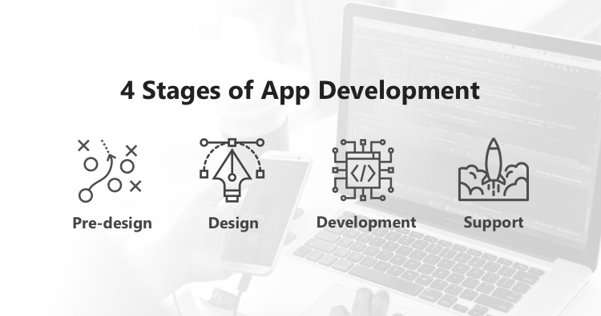 4 Stages of App Development
Pre-design
Design
Development
Support